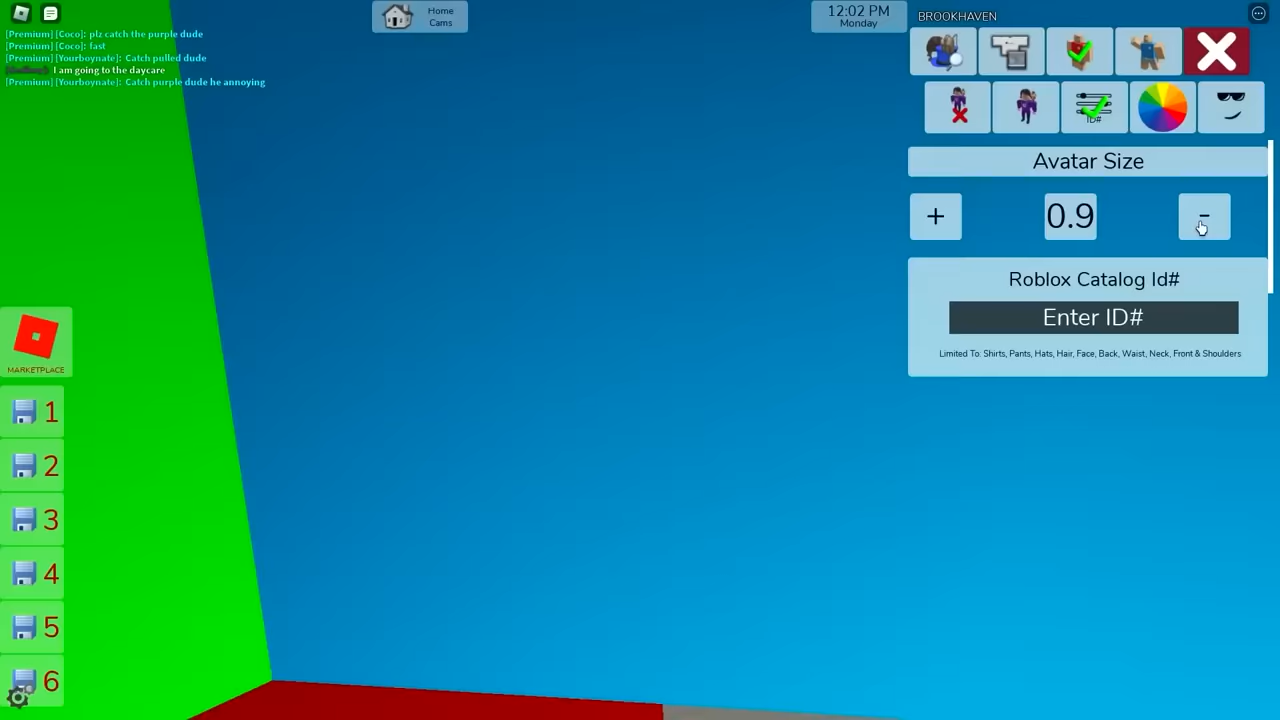 Home
Cams
12:02 PM
Monday
BROOKHAVEN
[Premium] [Coco]: plz catch the purple dude
[Premium] [Coco]: fast
[Premium] [Yourboynate]: Catch pulled dude
I am going to the daycare
[Premium] [Yourboynate]: Catch purple dude he annoying
ID#
Avatar Size
+ 0.9 -
Roblox Catalog Id#
Enter ID#
Limited To: Shirts, Pants, Hats, Hair, Face, Back, Waist, Neck, Front & Shoulders
MARKETPLACE
1
2
3
4
5
6